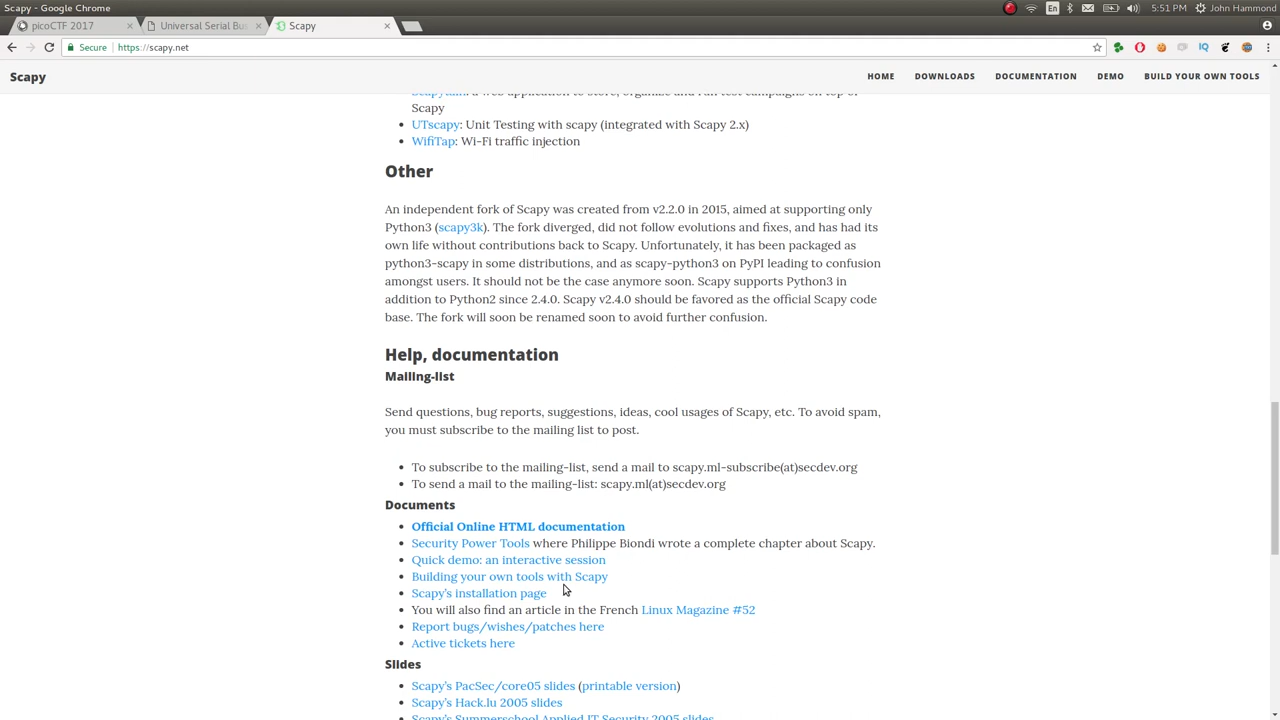 Scapy - Google Chrome
En
5:51 PM
John Hammond
picoCTF 2017
Universal Serial Bu
Scapy
Secure
https://scapy.net
IQ
Scapy
HOME
DOWNLOADS
DOCUMENTATION
DEMO
BUILD YOUR OWN TOOLS
Scapy
UTscapy: Unit Testing with scapy (integrated with Scapy 2.x)
WifiTap: Wi-Fi traffic injection
Other
An independent fork of Scapy was created from v2.2.0 in 2015, aimed at supporting only
Python3 (scapy3k). The fork diverged, did not follow evolutions and fixes, and has had its
own life without contributions back to Scapy. Unfortunately, it has been packaged as
python3-scapy in some distributions, and as scapy-python3 on PyPI leading to confusion
amongst users. It should not be the case anymore soon. Scapy supports Python3 in
addition to Python2 since 2.4.0. Scapy v2.4.0 should be favored as the official Scapy code
base. The fork will soon be renamed soon to avoid further confusion.
Help, documentation
Mailing-list
Send questions, bug reports, suggestions, ideas, cool usages of Scapy, etc. To avoid spam,
you must subscribe to the mailing list to post.
To subscribe to the mailing-list, send a mail to scapy.ml-subscribe(at)secdev.org
To send a mail to the mailing-list: scapy.ml(at)secdev.org
Documents
Official Online HTML documentation
Security Power Tools where Philippe Biondi wrote a complete chapter about Scapy.
Quick demo: an interactive session
Building your own tools with Scapy
Scapy's installation page
You will also find an article in the French Linux Magazine #52
Report bugs/wishes/patches here
Active tickets here
Slides
Scapy's PacSec/core05 slides (printable version)
Scapy's Hack.lu 2005 slides
Scapy's Summerschool Applied IT Security 2005 slides